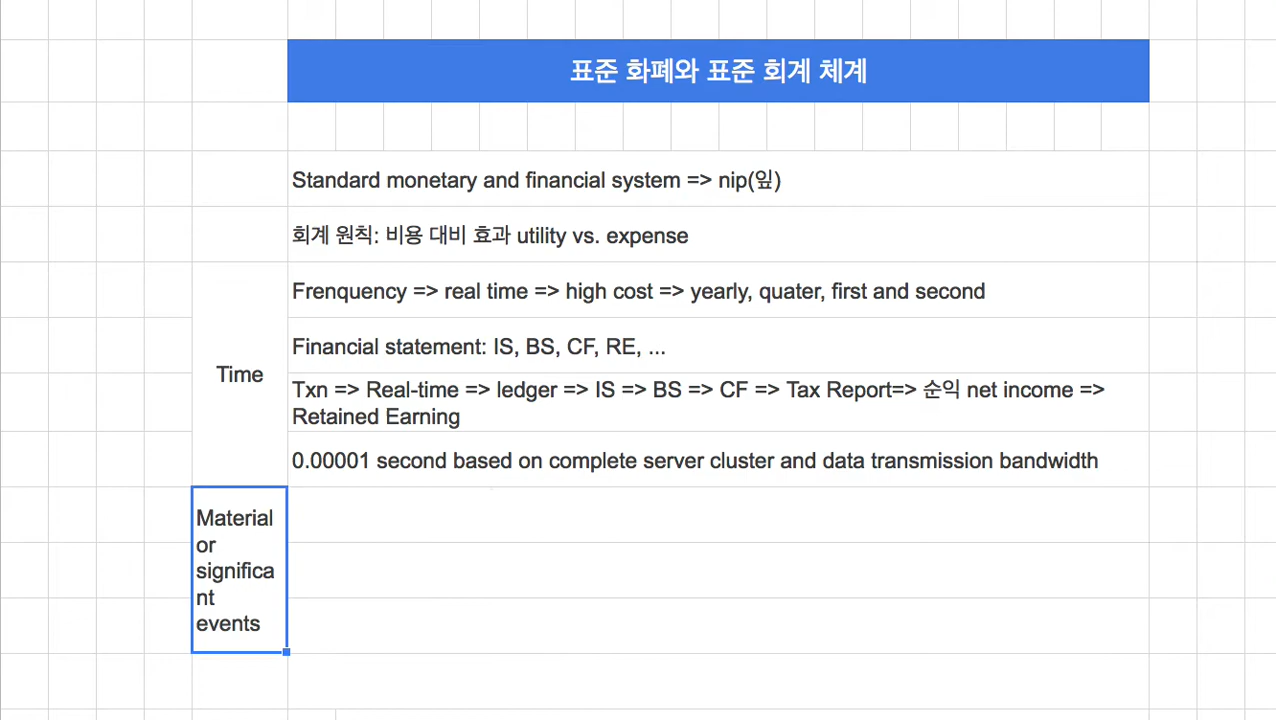 표준 화폐와 표준 회계 체계
Standard monetary and financial system => nip(잎)
회계 원칙: 비용 대비 효과 utility vs. expense
Frenquency => real time => high cost => yearly, quater, first and second
Financial statement: IS, BS, CF, RE, ...
Time
Txn => Real-time => ledger => IS => BS => CF => Tax Report=> 순익 net income =>
Retained Earning
0.00001 second based on complete server cluster and data transmission bandwidth
Material
or
significa
nt
events